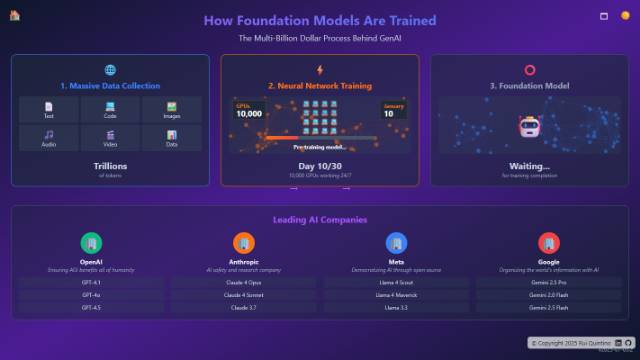 How Foundation Models Are Trained
The Multi-Billion Dollar Process Behind GenAI
1. Massive Data Collection
Text
Code
Images
Audio
Video
Data
Trillions
of tokens
2. Neural Network Training
GPUs
10,000
January
10
Pre-training model...
Day 10/30
10,000 GPUs working 24/7
→ →
3. Foundation Model
Waiting...
for training completion
Leading AI Companies
OpenAI
Ensuring AGI benefits all of humanity
GPT-4.1
GPT-4o
GPT-4.5
Anthropic
AI safety and research company
Claude 4 Opus
Claude 4 Sonnet
Claude 3.7
Meta
Democratizing AI through open source
Llama 4 Scout
Llama 4 Maverick
Llama 3.3
Google
Organizing the world's information with AI
Gemini 2.5 Pro
Gemini 2.0 Flash
Gemini 2.5 Flash
© Copyright 2025 Rui Quintino